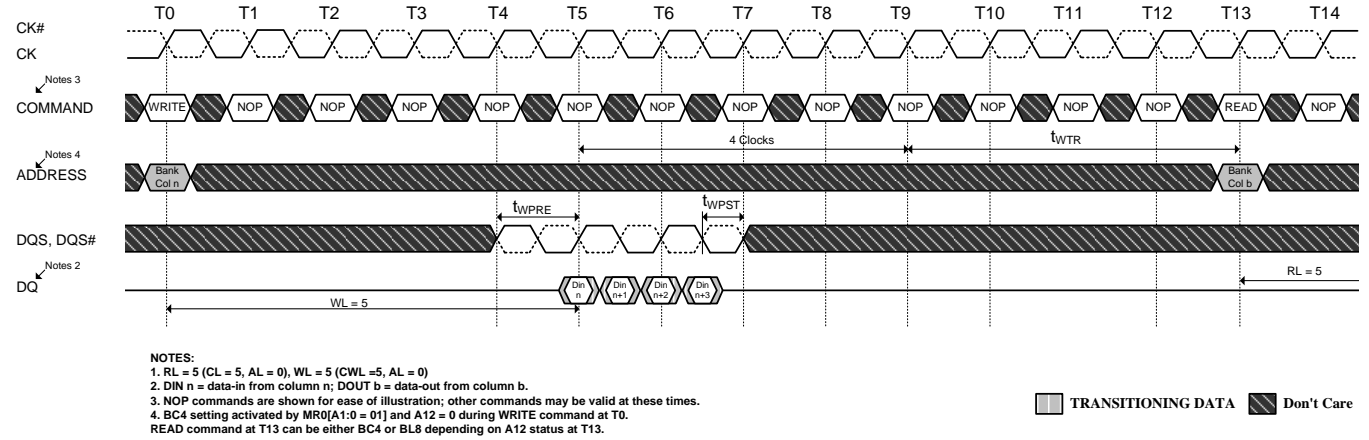 T0 T1 T2 T3 T4 T5 T6 T7 T8 T9 T10 T11 T12 T13 T14
CK#
CK
Notes 3
COMMAND WRITE NOP NOP NOP NOP NOP NOP NOP NOP NOP NOP NOP NOP READ NOP
4 Clocks tWTR
Notes 4
ADDRESS
Bank Col n
Bank Col b
tWPRE tWPST
DQS, DQS#
Notes 2
DQ
Din n
Din n+1
Din n+2
Din n+3
RL = 5
WL = 5
NOTES:
1. RL = 5 (CL = 5, AL = 0), WL = 5 (CWL =5, AL = 0)
2. DIN n = data-in from column n; DOUT b = data-out from column b.
3. NOP commands are shown for ease of illustration; other commands may be valid at these times.
4. BC4 setting activated by MR0[A1:0 = 01] and A12 = 0 during WRITE command at T0.
READ command at T13 can be either BC4 or BL8 depending on A12 status at T13.
TRANSITIONING DATA Don't Care